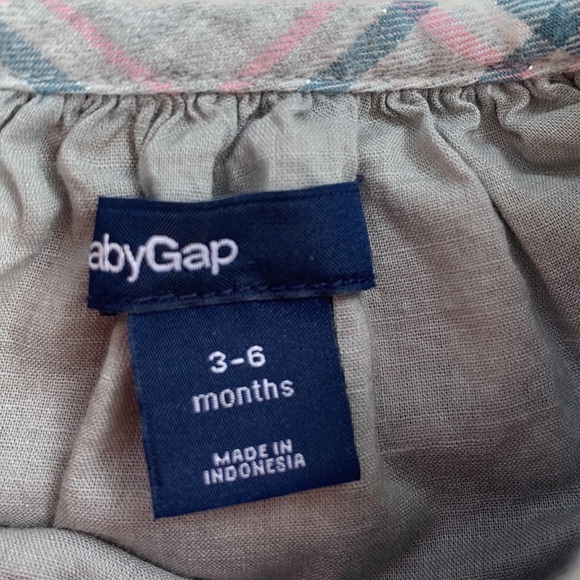 abyGap
3-6
months
MADE IN
INDONESIA